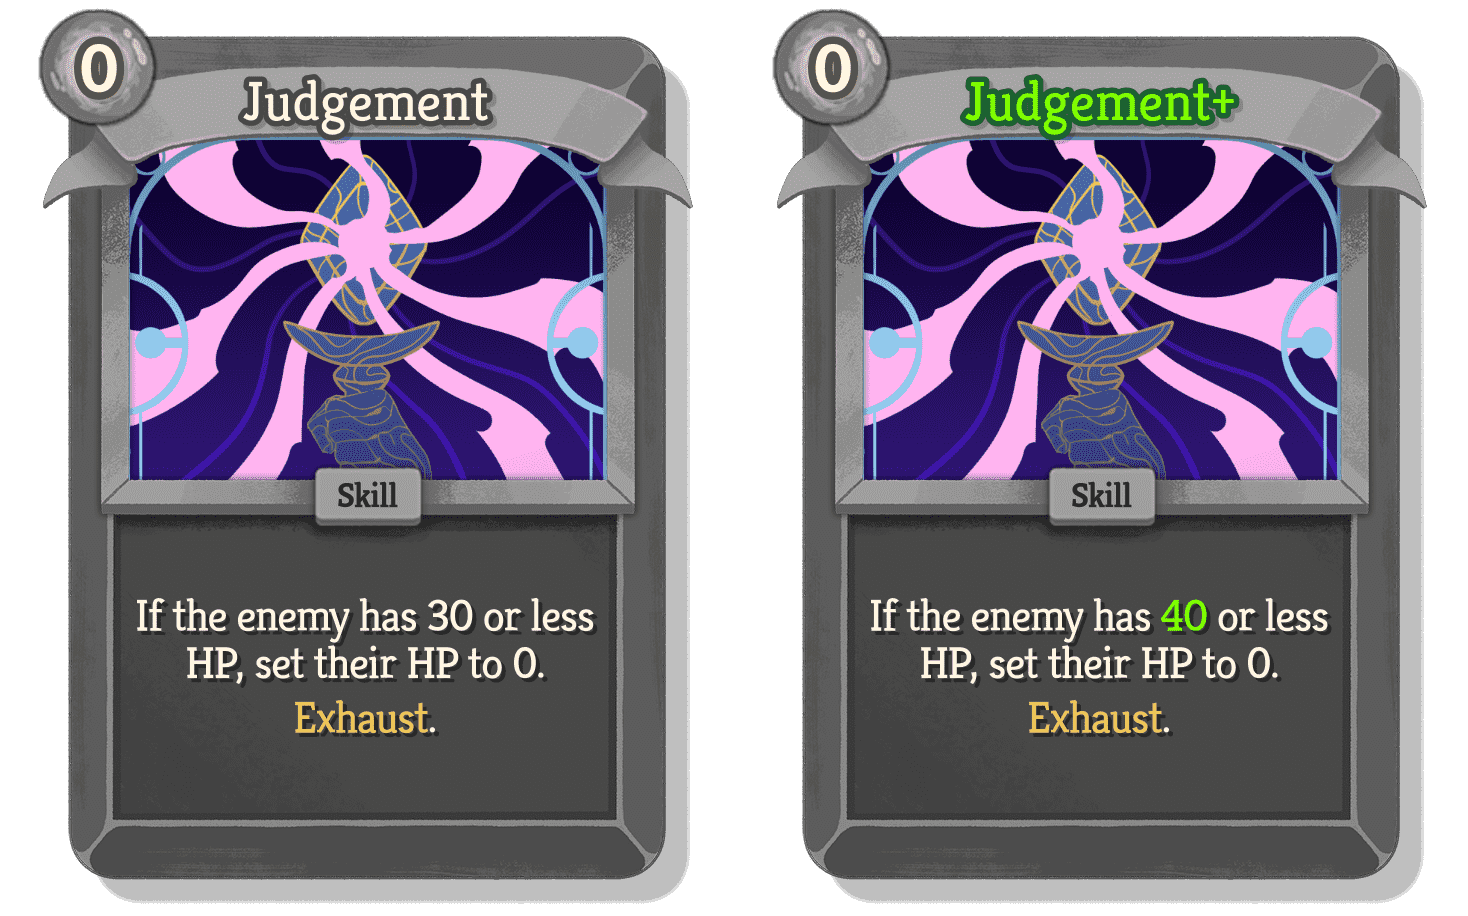 0
Judgement
Skill
If the enemy has 30 or less
HP, set their HP to 0.
Exhaust.
0
Judgement+
Skill
If the enemy has 40 or less
HP, set their HP to 0.
Exhaust.